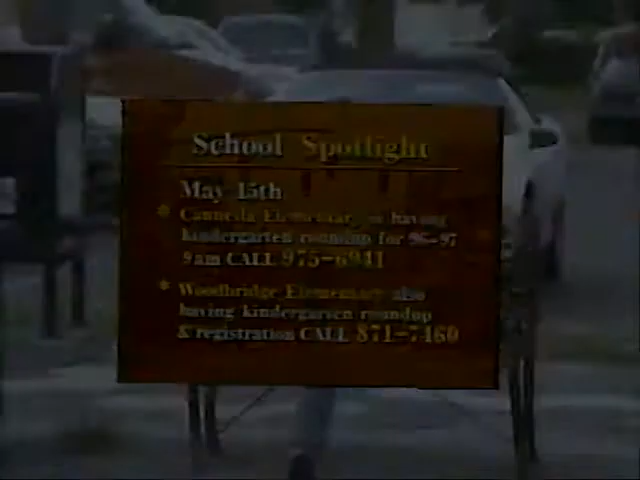 School Spotlight
May 15th
* Cannella Elementary is having
kindergarten roundup for 96-97
9am CALL 975-6941
* Woodbridge Elementary also
having kindergarten roundup
& registration CALL 871-7460